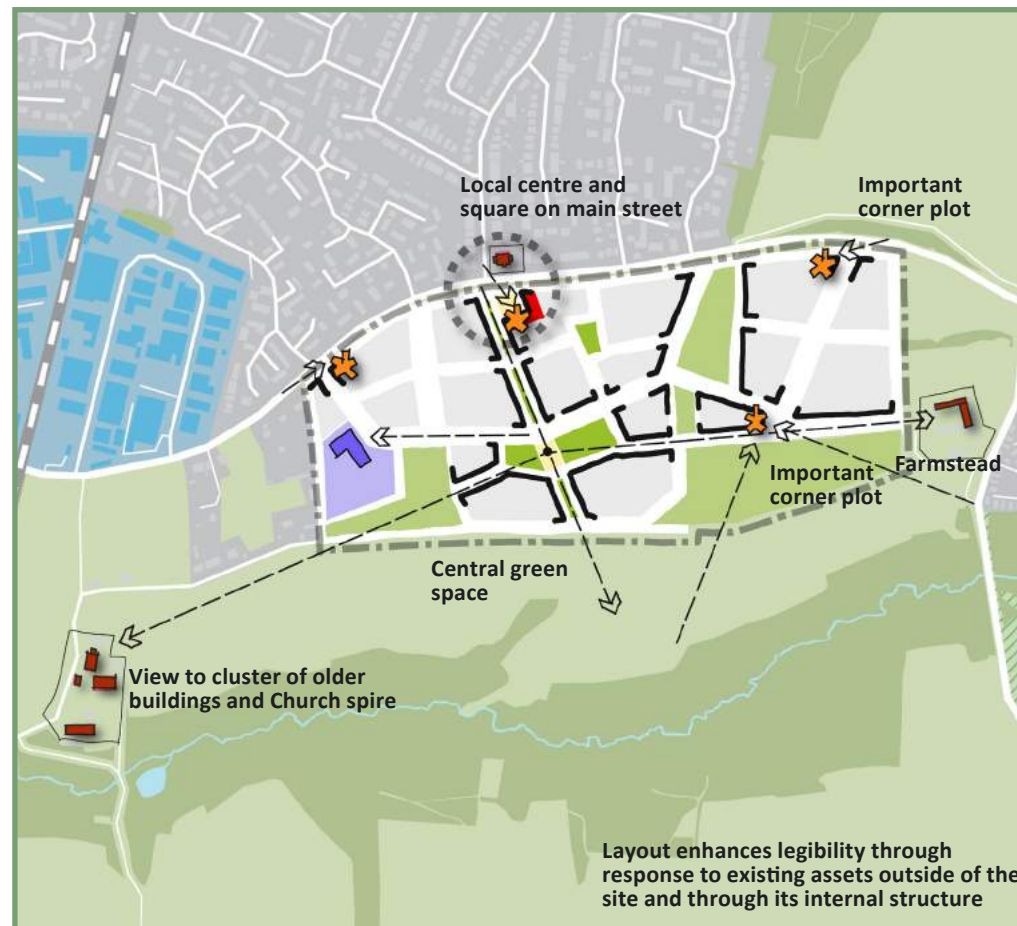 Local centre and
square on main street
Important
corner plot
Farmstead
Important
corner plot
Central green
space
View to cluster of older
buildings and Church spire
Layout enhances legibility through
response to existing assets outside of the
site and through its internal structure